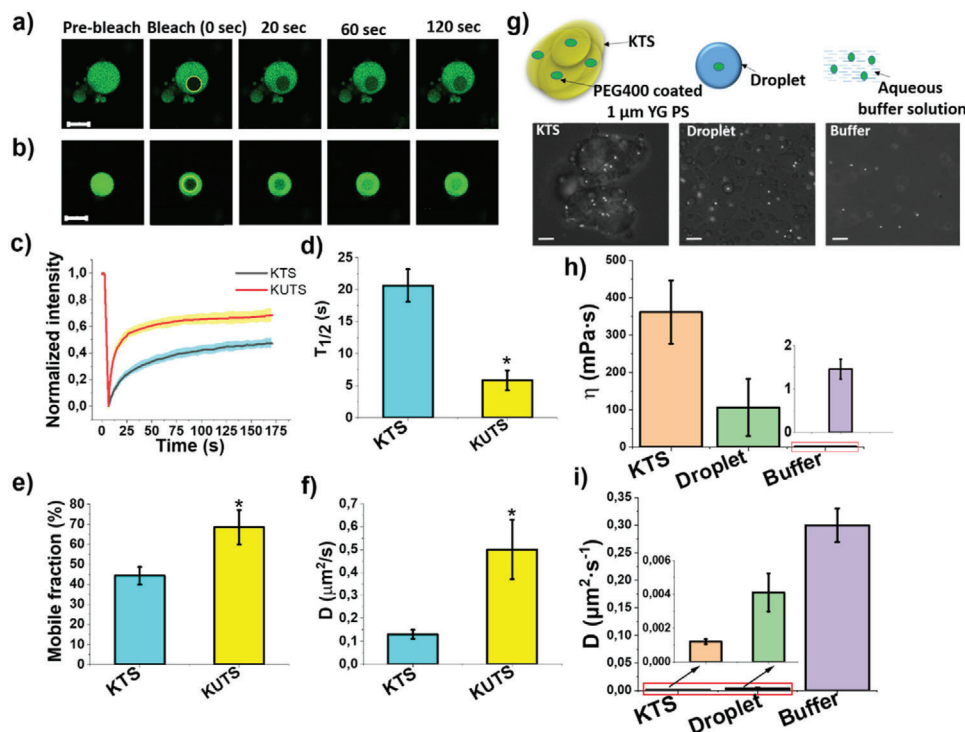 a)
Pre-bleach Bleach (0 sec) 20 sec 60 sec 120 sec
b)
c)
Normalized intensity
1,0
0,8
0,6
0,4
0,2
0,0
KTS
KUTS
0 25 50 75 100 125 150 175
Time (s)
d)
T1/2 (s)
25
20
15
10
5
0
*
KTS
KUTS
e)
Mobile fraction (%)
80
70
60
50
40
30
20
10
0
*
KTS
KUTS
f)
D (μm²/s)
0,7
0,6
0,5
0,4
0,3
0,2
0,1
0,0
*
KTS
KUTS
g)
KTS
PEG400 coated
1 μm YG PS
Droplet
Aqueous
buffer solution
KTS
Droplet
Buffer
h)
η (mPa·s)
500
400
300
200
100
0
2
1
0
KTS
Droplet
Buffer
i)
D (μm²·s⁻¹)
0,35
0,30
0,25
0,20
0,15
0,10
0,05
0,00
0,006
0,004
0,002
0,000
KTS
Droplet
Buffer